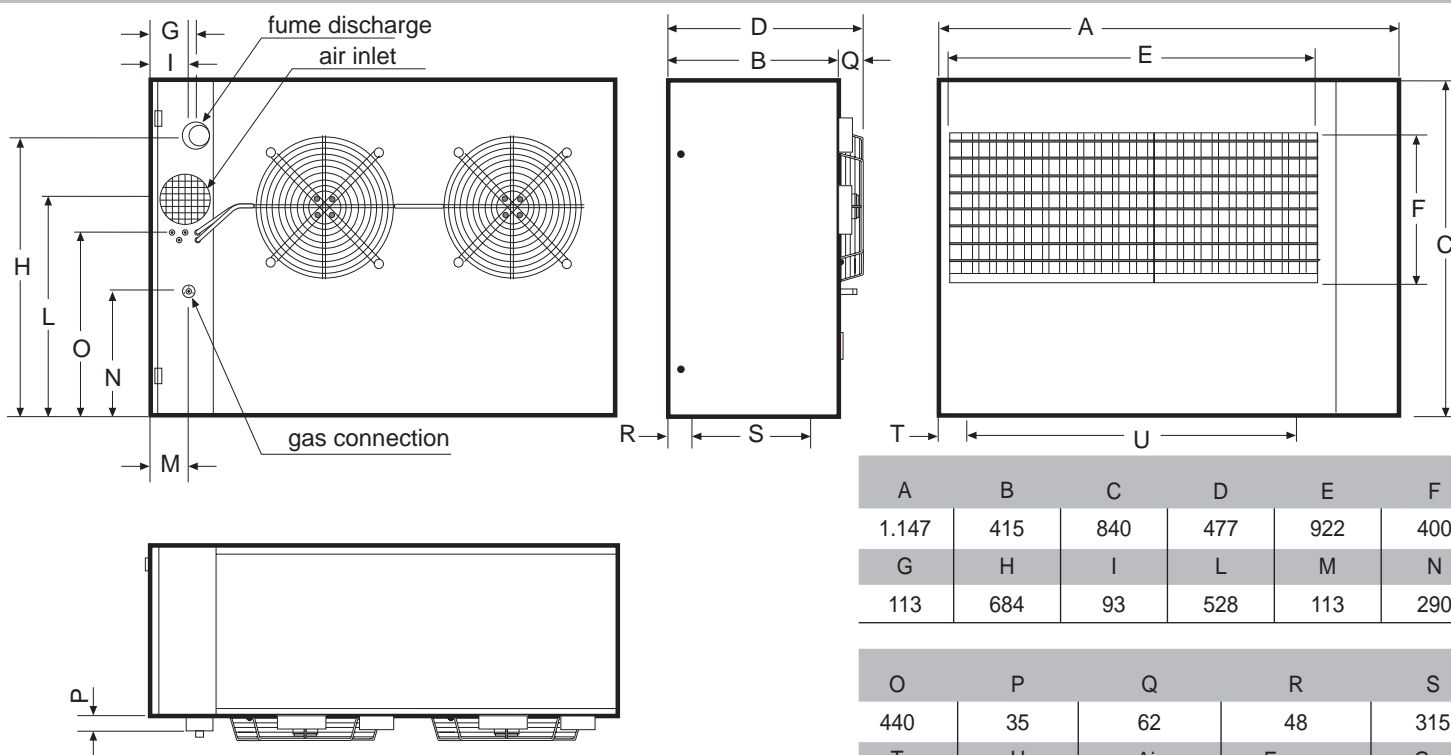 G
fume discharge
I
air inlet
H
L
O
N
gas connection
M
D
B
Q
R
S
A
E
F
C
T
U
P
A B C D E F
1.147 415 840 477 922 400
G H I L M N
113 684 93 528 113 290
O P Q R S
440 35 62 48 315